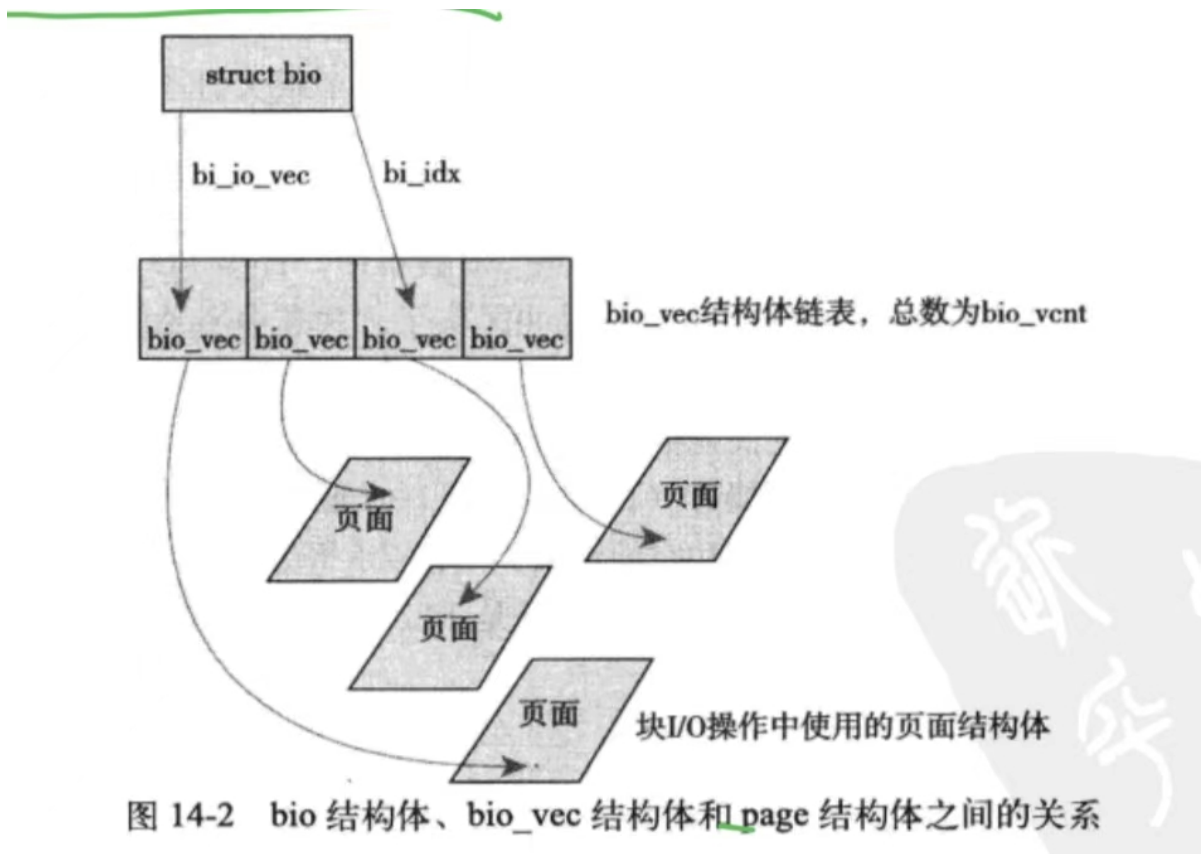 struct bio
bi_io_vec
bi_idx
bio_vec bio_vec bio_vec bio_vec
bio_vec结构体链表，总数为bio_vcnt
页面
页面
页面
页面
块I/O操作中使用的页面结构体
图 14-2 bio 结构体、bio_vec 结构体和 page 结构体之间的关系